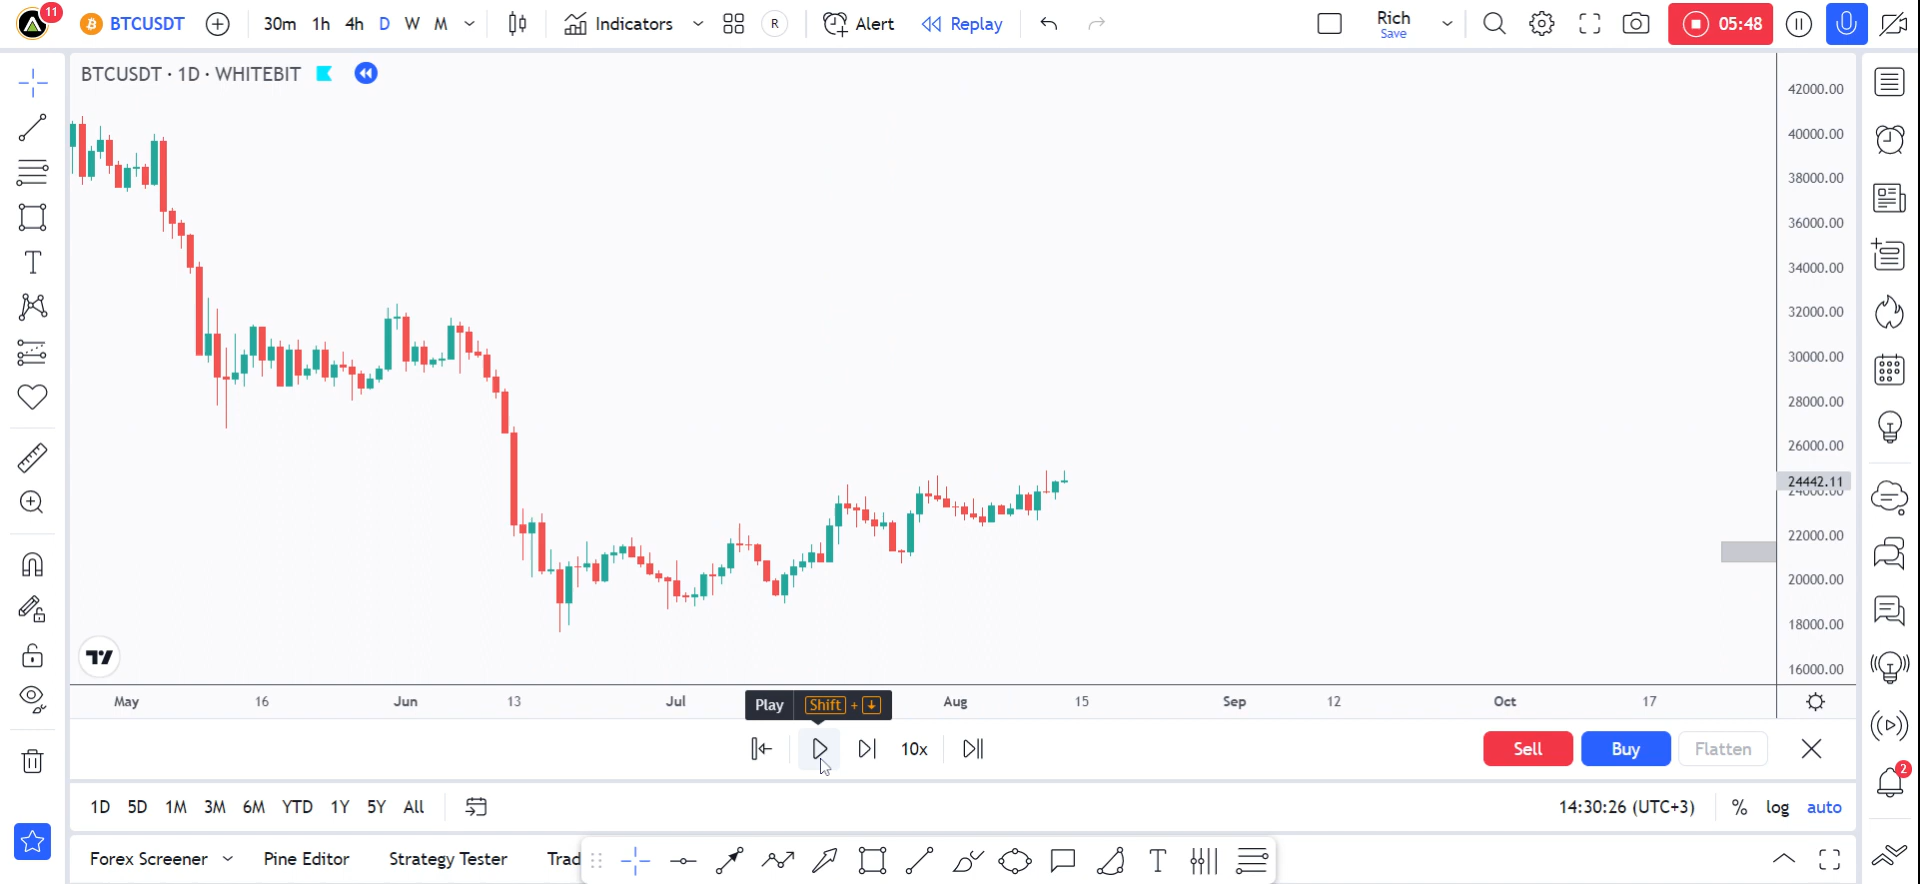 11 BTCUSDT 30m 1h 4h D W M Indicators R Alert Replay Rich Save 05:48
BTCUSDT · 1D · WHITEBIT
42000.00
40000.00
38000.00
36000.00
34000.00
32000.00
30000.00
28000.00
26000.00
24442.11
24000.00
22000.00
20000.00
18000.00
16000.00
May 16 Jun 13 Jul Aug 15 Sep 12 Oct 17
Play Shift + ↓
10x Sell Buy Flatten
2
1D 5D 1M 3M 6M YTD 1Y 5Y All 14:30:26 (UTC+3) % log auto
Forex Screener Pine Editor Strategy Tester Trad